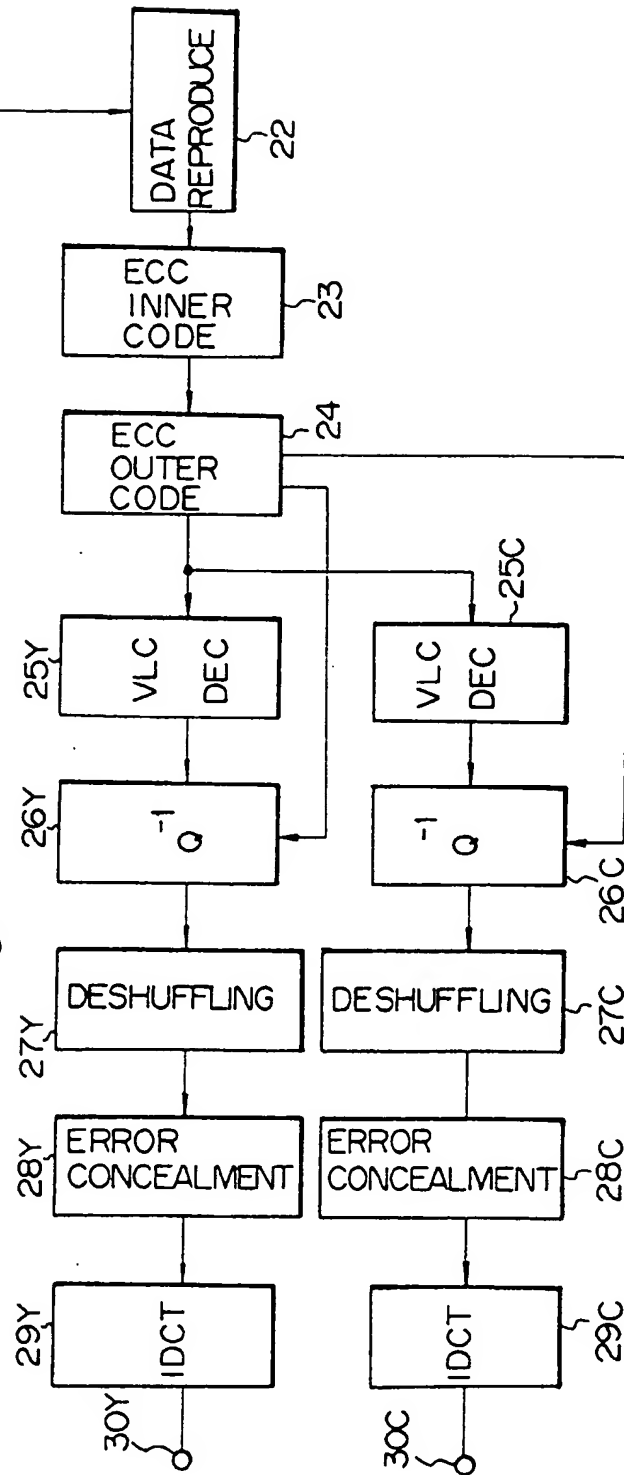 DATA
REPRODUCE
22
ECC
INNER
CODE
23
ECC
OUTER
CODE
24
25Y
VLC
DEC
25C
VLC
DEC
26Y
Q⁻¹
26C
Q⁻¹
27Y
DESHUFFLING
27C
DESHUFFLING
28Y
ERROR
CONCEALMENT
28C
ERROR
CONCEALMENT
29Y
IDCT
29C
IDCT
30Y
30C